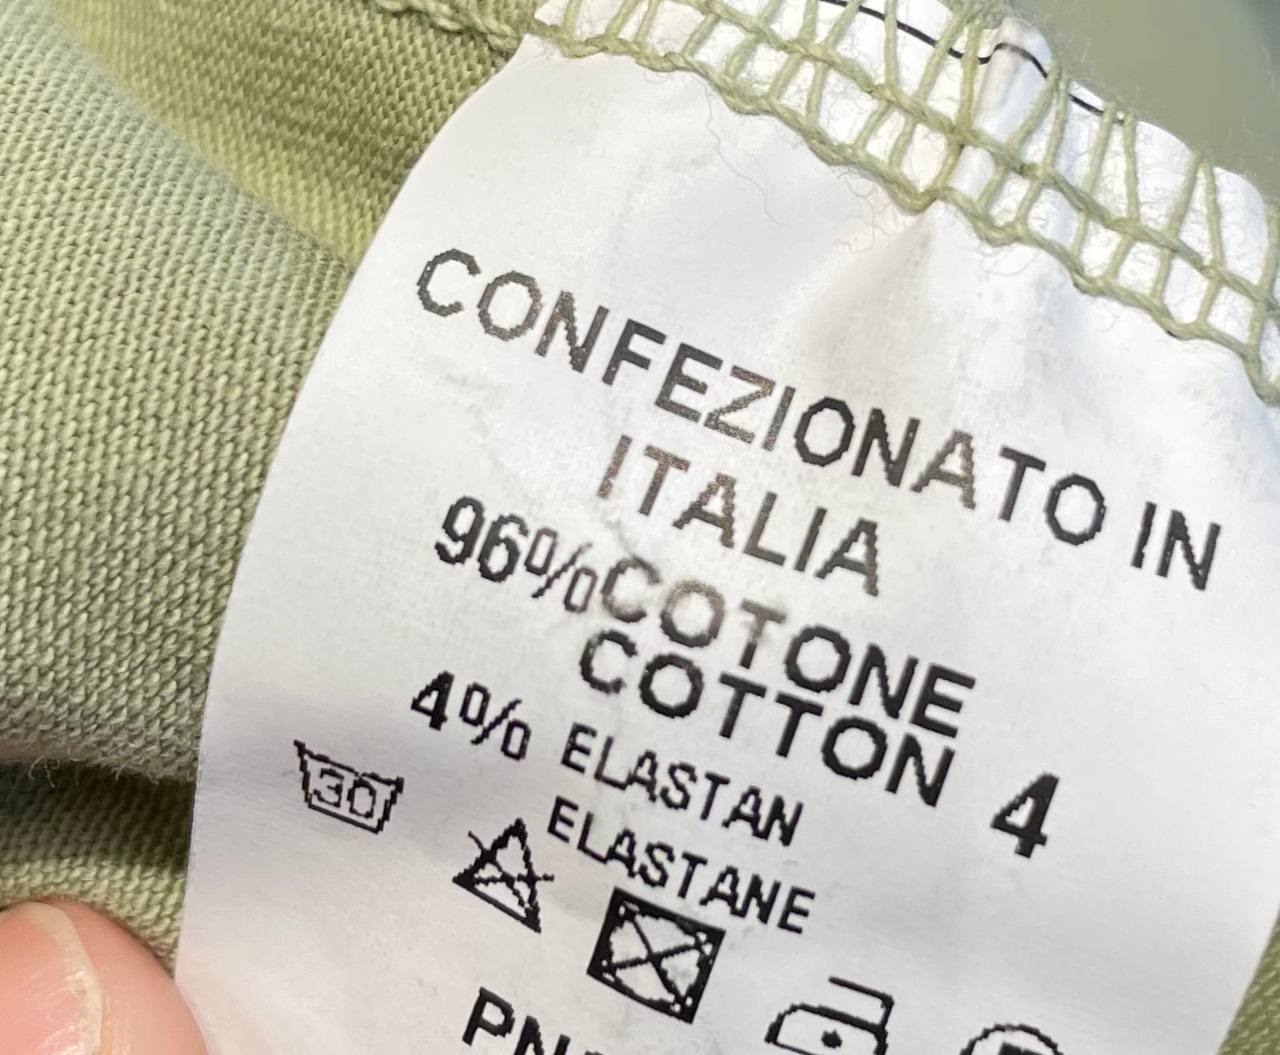 CONFEZIONATO IN
ITALIA
96% COTONE
COTTON 4
4% ELASTAN
ELASTANE
30